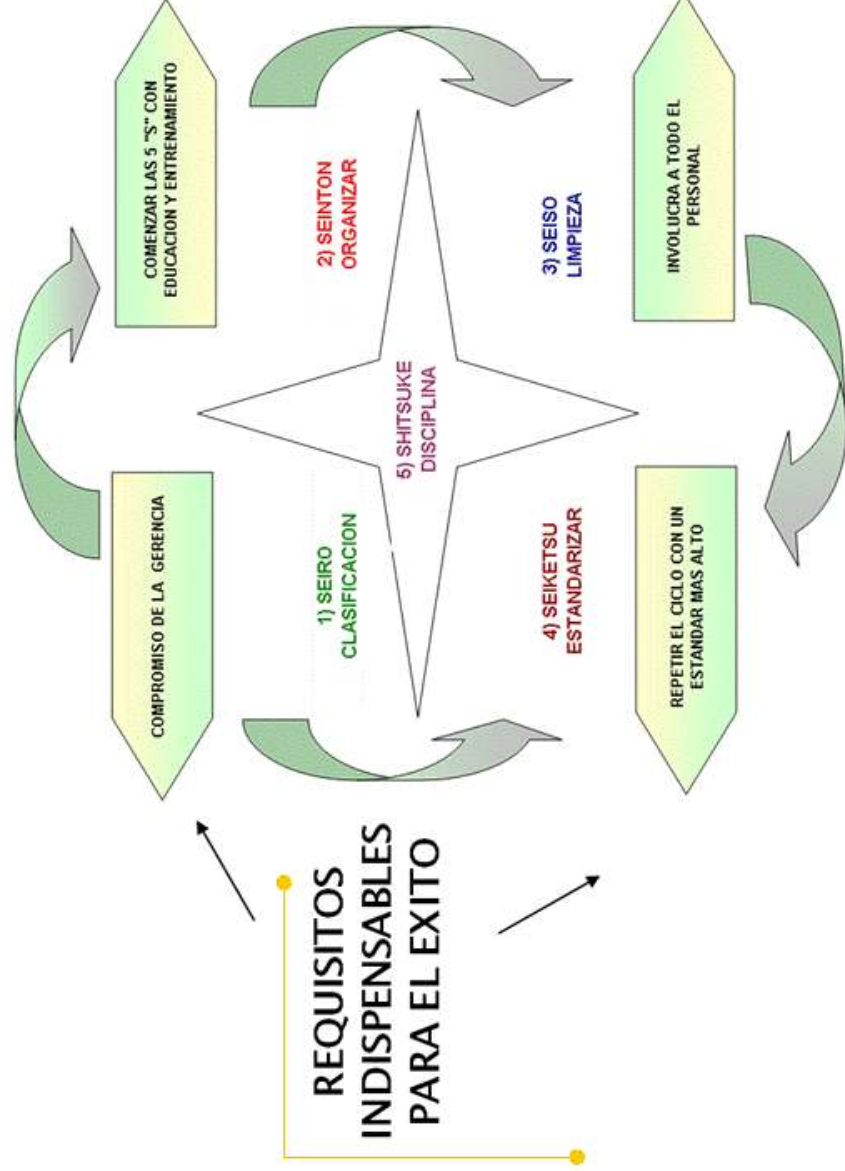 REQUISITOS
INDISPENSABLES
PARA EL EXITO
COMPROMISO DE LA GERENCIA
COMENZAR LAS 5 "S" CON
EDUCACION Y ENTRENAMIENTO
1) SEIRO
CLASIFICACION
2) SEINTON
ORGANIZAR
5) SHITSUKE
DISCIPLINA
4) SEIKETSU
ESTANDARIZAR
3) SEISO
LIMPIEZA
REPETIR EL CICLO CON UN
ESTANDAR MAS ALTO
INVOLUCRA A TODO EL
PERSONAL